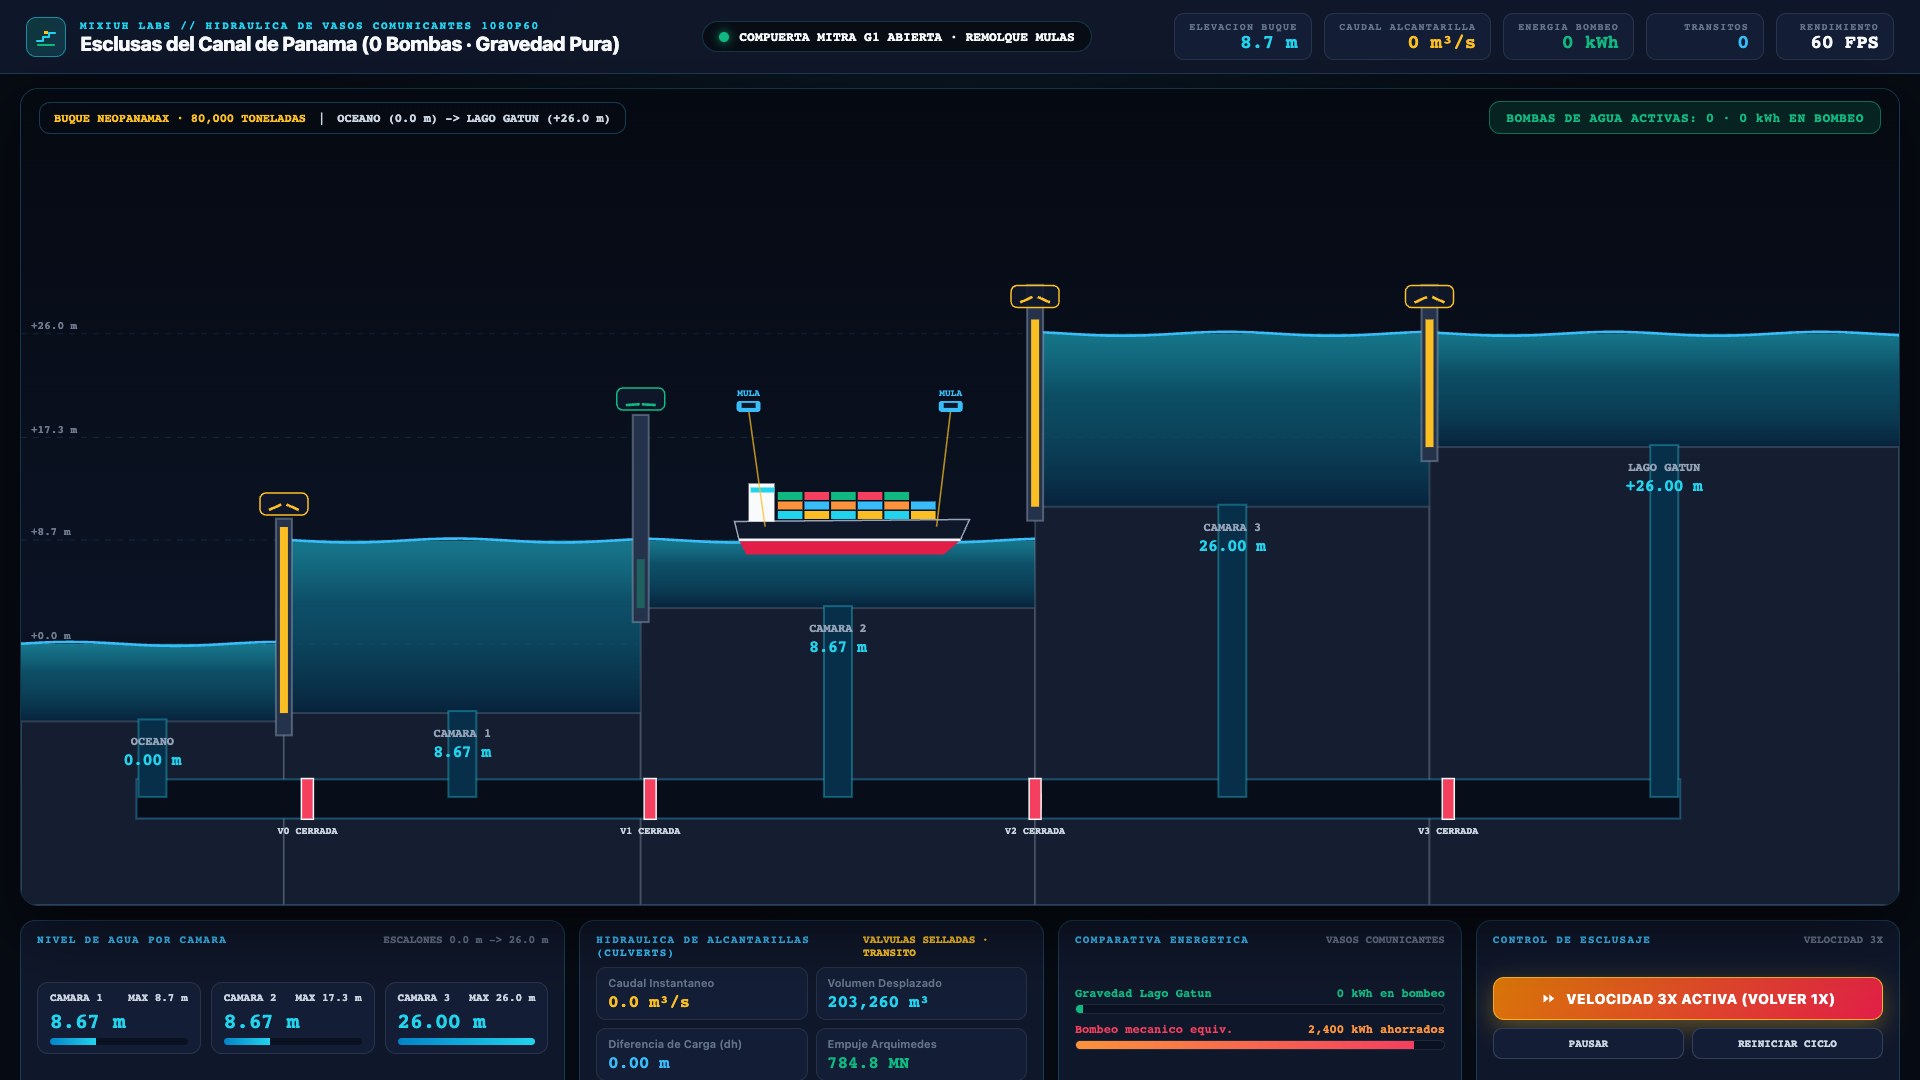 MIXIUH LABS // HIDRAULICA DE VASOS COMUNICANTES 1080P60
Esclusas del Canal de Panama (0 Bombas · Gravedad Pura)
COMPUERTA MITRA G1 ABIERTA · REMOLQUE MULAS
ELEVACION BUQUE
8.7 m
CAUDAL ALCANTARILLA
0 m³/s
ENERGIA BOMBEO
0 kWh
TRANSITOS
0
RENDIMIENTO
60 FPS
BUQUE NEOPANAMAX · 80,000 TONELADAS | OCEANO (0.0 m) -> LAGO GATUN (+26.0 m)
BOMBAS DE AGUA ACTIVAS: 0 · 0 kWh EN BOMBEO
+26.0 m
+17.3 m
+8.7 m
+0.0 m
MULA
MULA
OCEANO
0.00 m
CAMARA 1
8.67 m
CAMARA 2
8.67 m
CAMARA 3
26.00 m
LAGO GATUN
+26.00 m
V0 CERRADA
V1 CERRADA
V2 CERRADA
V3 CERRADA
NIVEL DE AGUA POR CAMARA
ESCALONES 0.0 m -> 26.0 m
CAMARA 1 MAX 8.7 m
8.67 m
CAMARA 2 MAX 17.3 m
8.67 m
CAMARA 3 MAX 26.0 m
26.00 m
HIDRAULICA DE ALCANTARILLAS
(CULVERTS)
VALVULAS SELLADAS ·
TRANSITO
Caudal Instantaneo
0.0 m³/s
Volumen Desplazado
203,260 m³
Diferencia de Carga (dh)
0.00 m
Empuje Arquimedes
784.8 MN
COMPARATIVA ENERGETICA
VASOS COMUNICANTES
Gravedad Lago Gatun 0 kWh en bombeo
Bombeo mecanico equiv. 2,400 kWh ahorrados
CONTROL DE ESCLUSAJE
VELOCIDAD 3X
VELOCIDAD 3X ACTIVA (VOLVER 1X)
PAUSAR
REINICIAR CICLO